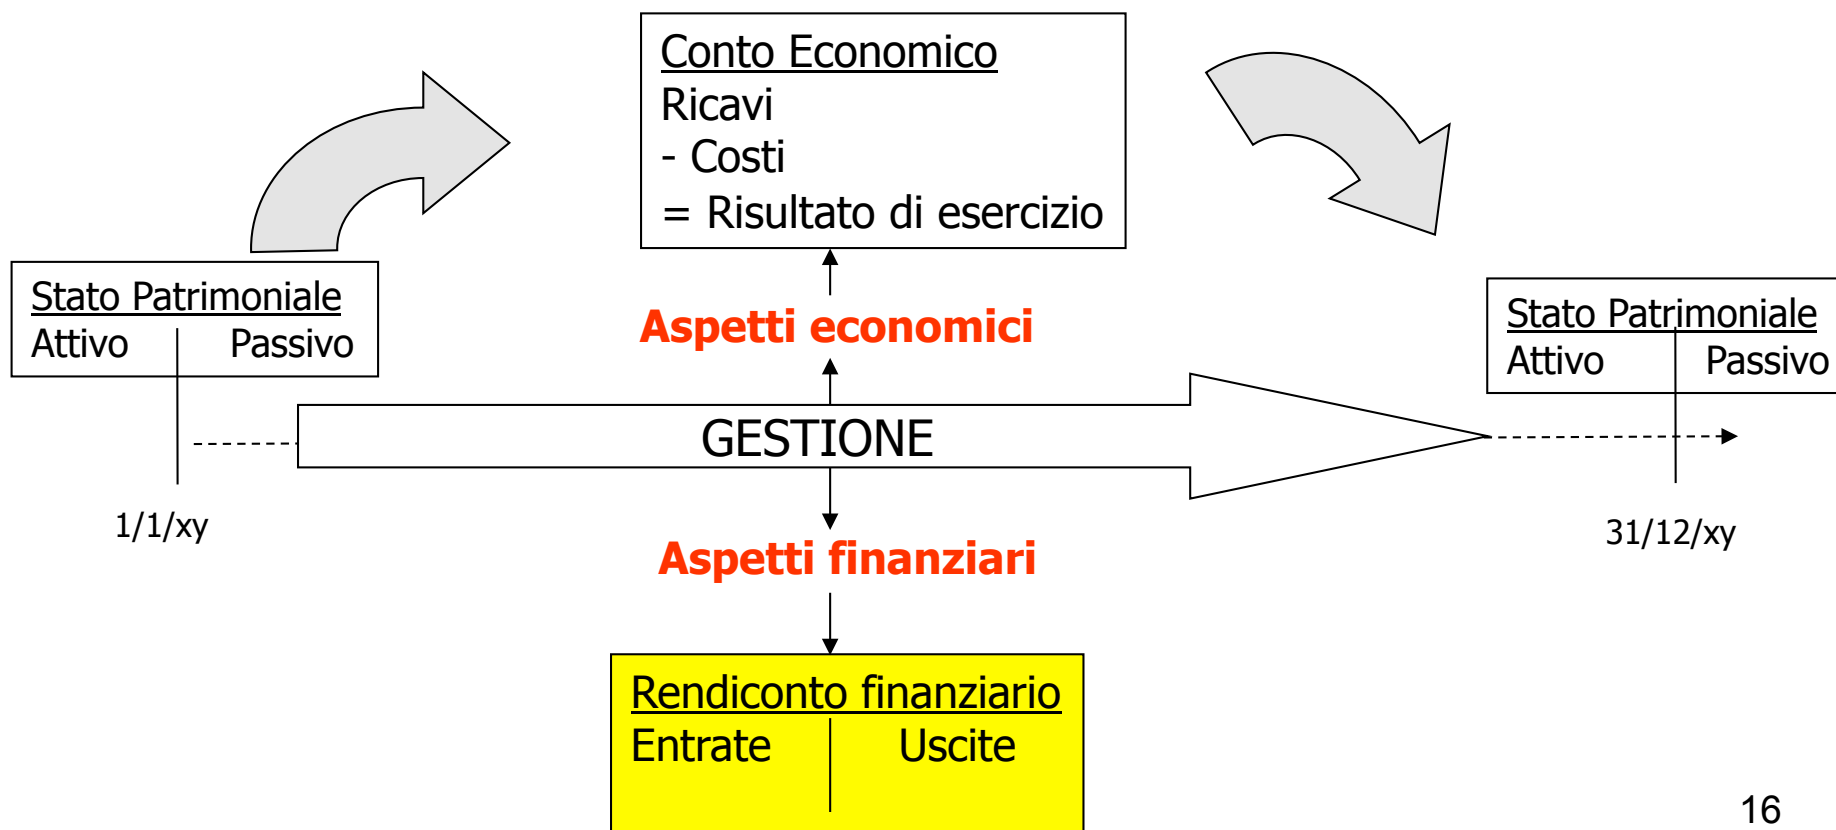 Conto Economico
Ricavi
- Costi
= Risultato di esercizio
Stato Patrimoniale
Attivo Passivo
Aspetti economici
Stato Patrimoniale
Attivo Passivo
GESTIONE
1/1/xy
31/12/xy
Aspetti finanziari
Rendiconto finanziario
Entrate Uscite
16